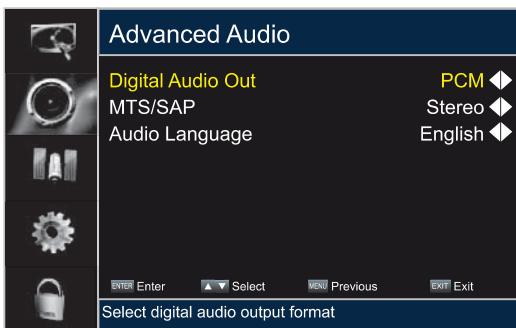 Advanced Audio
Digital Audio Out PCM
MTS/SAP Stereo
Audio Language English
ENTER Enter Select MENU Previous EXIT Exit
Select digital audio output format